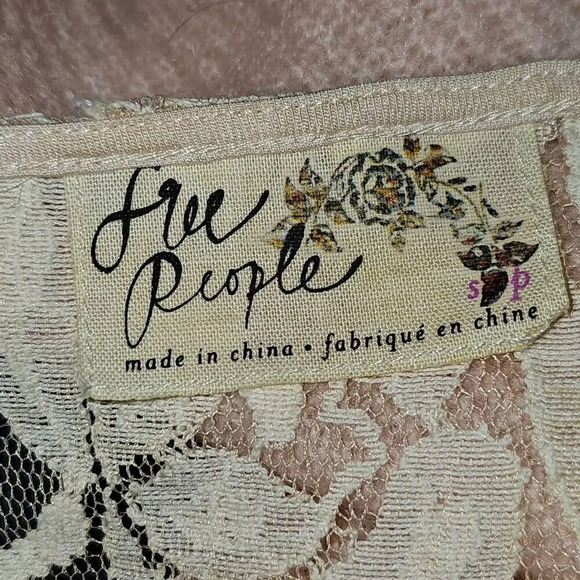 free
People
s p
made in china • fabriqué en chine